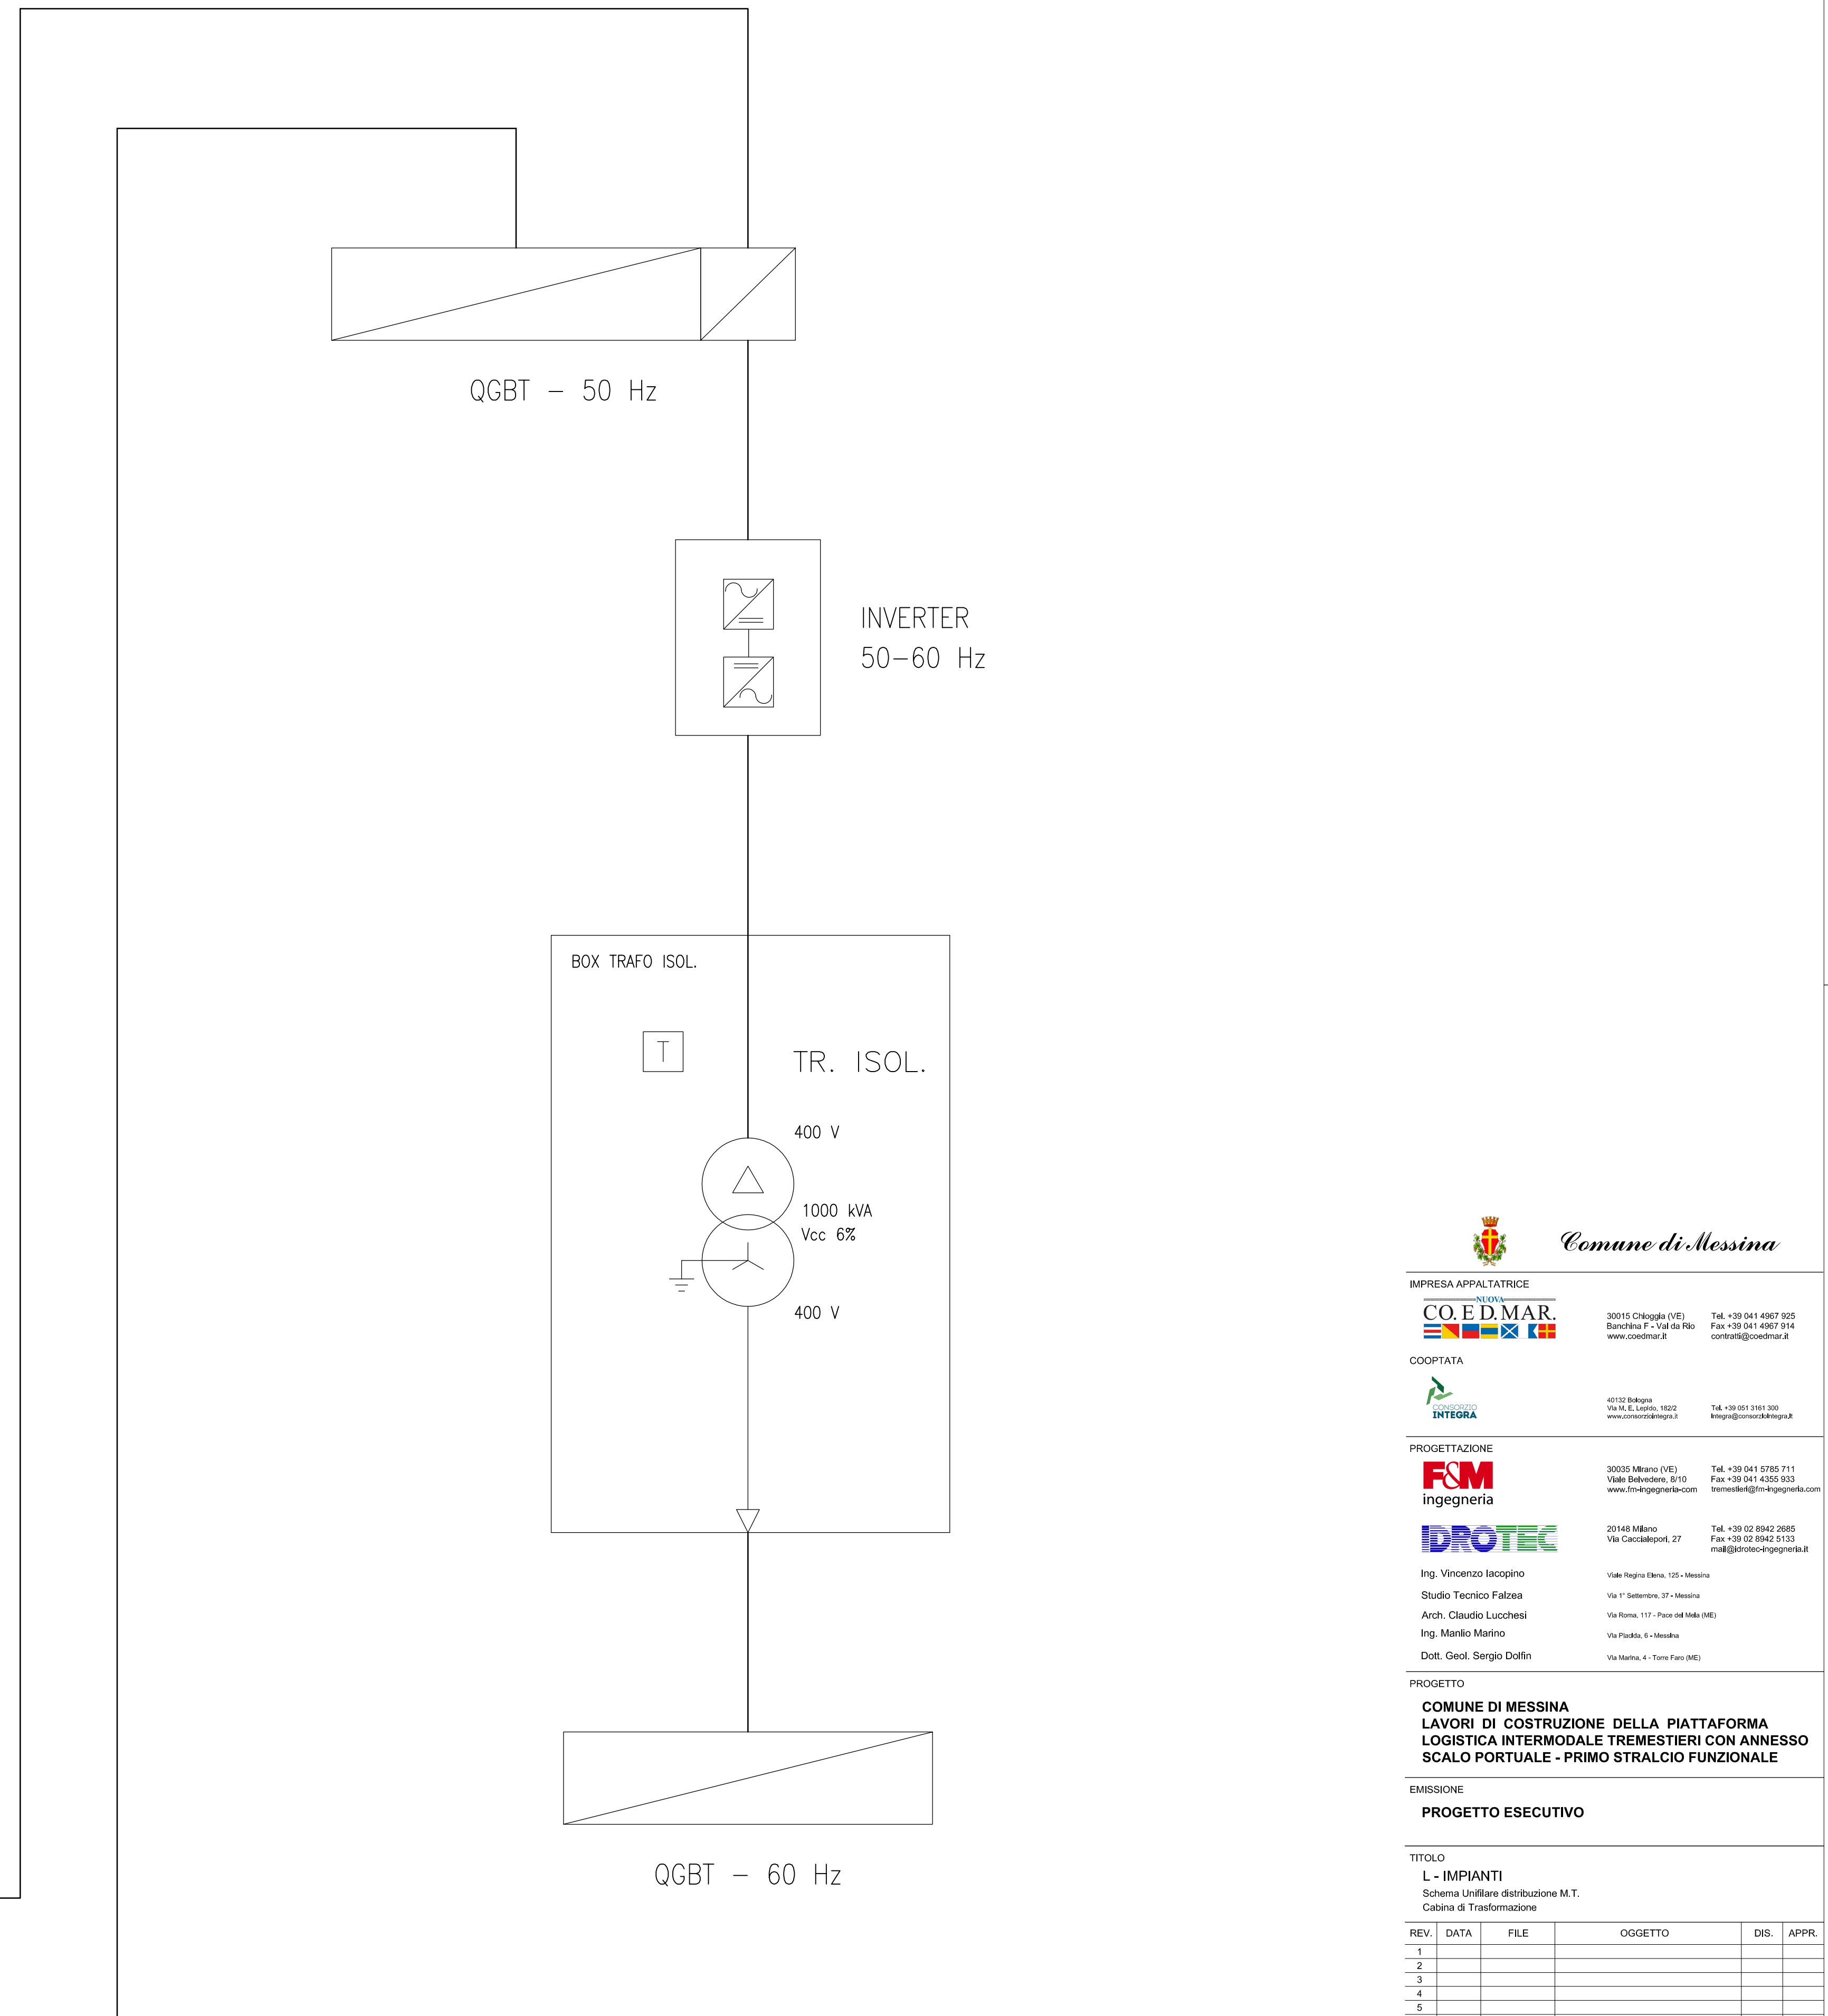 QGBT - 50 Hz
INVERTER
50-60 Hz
BOX TRAFO ISOL.
T
TR. ISOL.
400 V
1000 kVA
Vcc 6%
400 V
QGBT - 60 Hz
Comune di Messina
IMPRESA APPALTATRICE
NUOVA
CO.E D.MAR.
30015 Chioggia (VE) Tel. +39 041 4967 925
Banchina F - Val da Rio Fax +39 041 4967 914
www.coedmar.it contratti@coedmar.it
COOPTATA
CONSORZIO
INTEGRA
40132 Bologna
Via M. E. Lepido, 182/2 Tel. +39 051 3161 300
www.consorziointegra.it integra@consorziointegra.it
PROGETTAZIONE
F&M
ingegneria
30035 Mirano (VE) Tel. +39 041 5785 711
Viale Belvedere, 8/10 Fax +39 041 4355 933
www.fm-ingegneria-com tremestieri@fm-ingegneria.com
IDROTEC
20148 Milano Tel. +39 02 8942 2685
Via Caccialepori, 27 Fax +39 02 8942 5133
mail@idrotec-ingegneria.it
Ing. Vincenzo Iacopino Viale Regina Elena, 125 - Messina
Studio Tecnico Falzea Via 1° Settembre, 37 - Messina
Arch. Claudio Lucchesi Via Roma, 117 - Pace del Mela (ME)
Ing. Manlio Marino Via Placida, 6 - Messina
Dott. Geol. Sergio Dolfin Via Marina, 4 - Torre Faro (ME)
PROGETTO
COMUNE DI MESSINA
LAVORI DI COSTRUZIONE DELLA PIATTAFORMA
LOGISTICA INTERMODALE TREMESTIERI CON ANNESSO
SCALO PORTUALE - PRIMO STRALCIO FUNZIONALE
EMISSIONE
PROGETTO ESECUTIVO
TITOLO
L - IMPIANTI
Schema Unifilare distribuzione M.T.
Cabina di Trasformazione
REV. DATA FILE OGGETTO DIS. APPR.
1
2
3
4
5